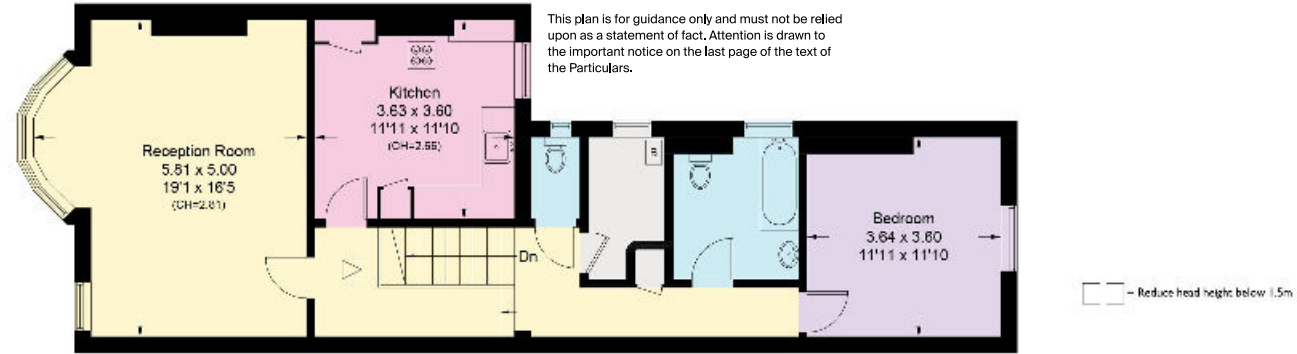 This plan is for guidance only and must not be relied
upon as a statement of fact. Attention is drawn to
the important notice on the last page of the text of
the Particulars.
Kitchen
3.63 x 3.60
11'11 x 11'10
(CH=2.66)
Reception Room
5.81 x 5.00
19'1 x 16'5
(CH=2.81)
Dn
Bedroom
3.64 x 3.60
11'11 x 11'10
= Reduce head height below 1.5m